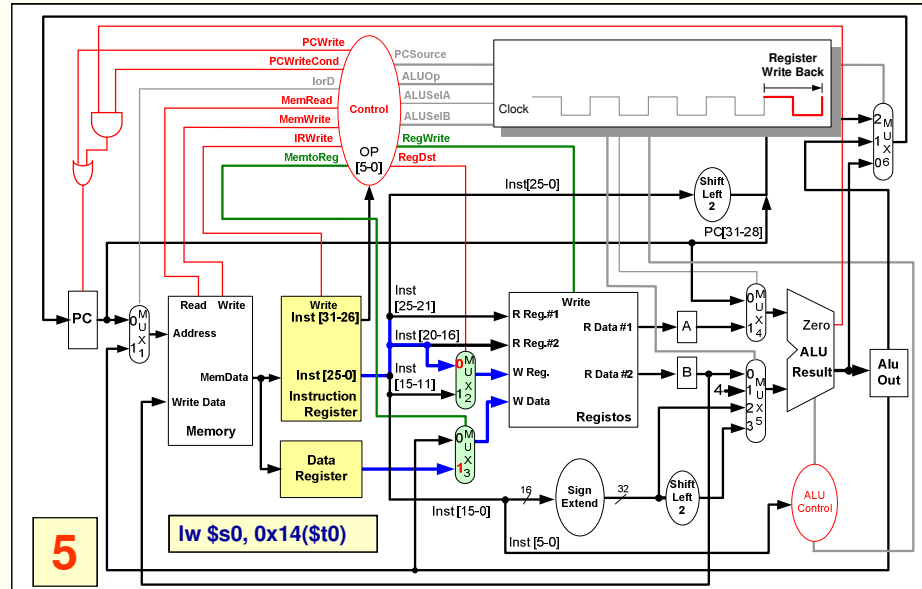 PCWrite
PCWriteCond
IorD
MemRead
MemWrite
IRWrite
MemtoReg
Control
OP
[5-0]
PCSource
ALUOp
ALUSelA
ALUSelB
RegWrite
RegDst
Clock
Register
Write Back
2
1
0
M
U
X
6
Inst[25-0]
Shift
Left
2
PC[31-28]
PC
0
1
M
U
X
1
Read Write
Address
MemData
Write Data
Memory
Write
Inst [31-26]
Inst [25-0]
Instruction
Register
Data
Register
Inst
[25-21]
Inst [20-16]
Inst
[15-11]
0
1
M
U
X
2
0
1
M
U
X
3
Write
R Reg.#1
R Reg.#2
W Reg.
W Data
R Data #1
R Data #2
Registos
A
B
0
1
M
U
X
4
4
0
1
2
3
M
U
X
5
Zero
ALU
Result
Alu
Out
Inst [15-0]
16
Sign
Extend
32
Shift
Left
2
Inst [5-0]
ALU
Control
5
lw $s0, 0x14($t0)